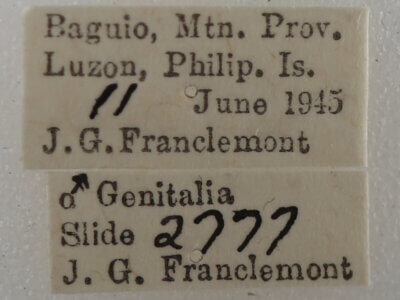 Baguio, Mtn. Prov.
Luzon, Philip. Is.
11 June 1945
J. G. Franclemont
♂ Genitalia
Slide 2777
J. G. Franclemont